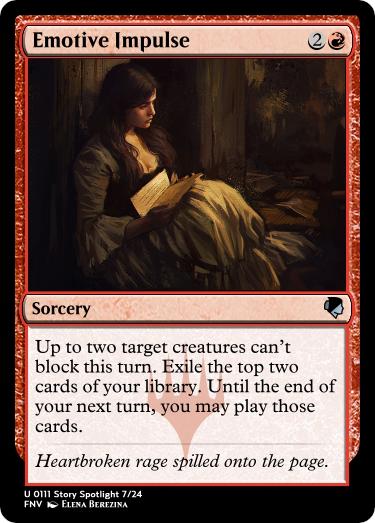 Emotive Impulse 2
Sorcery
Up to two target creatures can't
block this turn. Exile the top two
cards of your library. Until the end of
your next turn, you may play those
cards.
Heartbroken rage spilled onto the page.
U 0111 Story Spotlight 7/24
FNV Elena Berezina